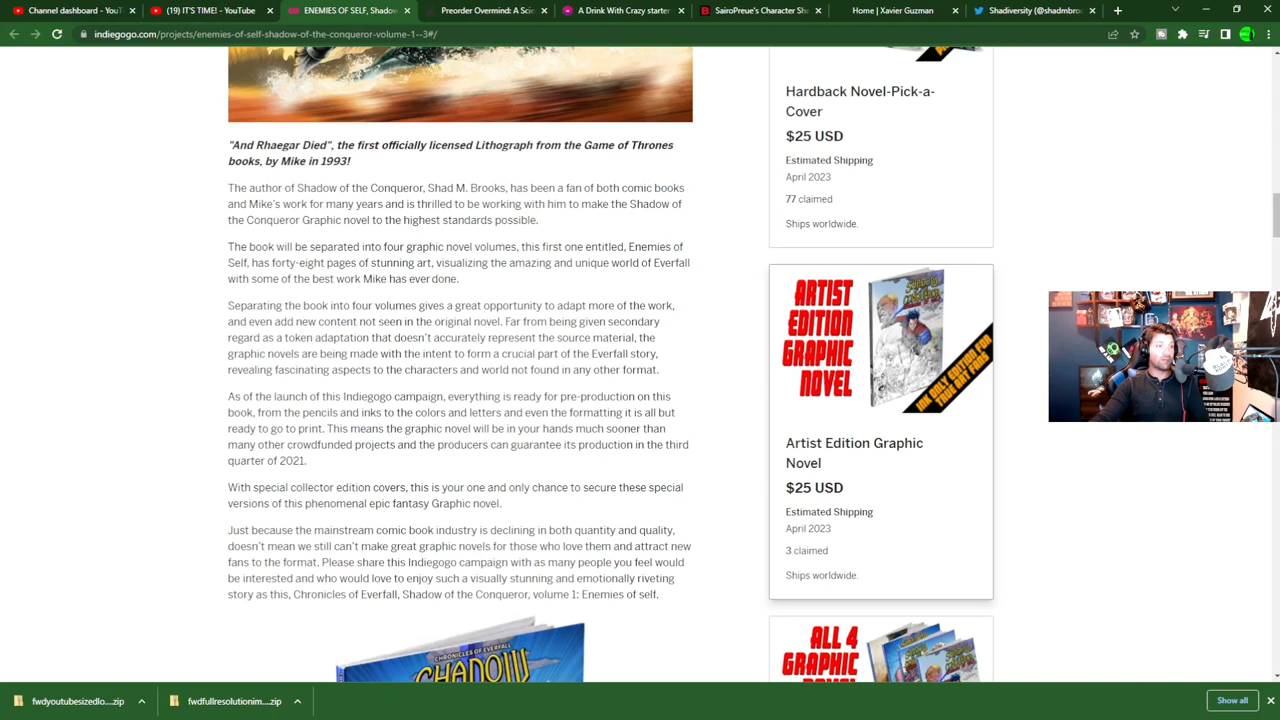 Channel dashboard - YouTu
(19) IT'S TIME! - YouTube
ENEMIES OF SELF, Shadow
Preorder Overmind: A Scie
A Drink With Crazy starter
SairoPreue's Character Sho
Home | Xavier Guzman
Shadiversity (@shadmbroo
indiegogo.com/projects/enemies-of-self-shadow-of-the-conqueror-volume-1--3#/
"And Rhaegar Died", the first officially licensed Lithograph from the Game of Thrones
books, by Mike in 1993!
The author of Shadow of the Conqueror, Shad M. Brooks, has been a fan of both comic books
and Mike's work for many years and is thrilled to be working with him to make the Shadow of
the Conqueror Graphic novel to the highest standards possible.
The book will be separated into four graphic novel volumes, this first one entitled, Enemies of
Self, has forty-eight pages of stunning art, visualizing the amazing and unique world of Everfall
with some of the best work Mike has ever done.
Separating the book into four volumes gives a great opportunity to adapt more of the work,
and even add new content not seen in the original novel. Far from being given secondary
regard as a token adaptation that doesn't accurately represent the source material, the
graphic novels are being made with the intent to form a crucial part of the Everfall story,
revealing fascinating aspects to the characters and world not found in any other format.
As of the launch of this Indiegogo campaign, everything is ready for pre-production on this
book, from the pencils and inks to the colors and letters and even the formatting it is all but
ready to go to print. This means the graphic novel will be in your hands much sooner than
many other crowdfunded projects and the producers can guarantee its production in the third
quarter of 2021.
With special collector edition covers, this is your one and only chance to secure these special
versions of this phenomenal epic fantasy Graphic novel.
Just because the mainstream comic book industry is declining in both quantity and quality,
doesn't mean we still can't make great graphic novels for those who love them and attract new
fans to the format. Please share this Indiegogo campaign with as many people you feel would
be interested and who would love to enjoy such a visually stunning and emotionally riveting
story as this, Chronicles of Everfall, Shadow of the Conqueror, volume 1: Enemies of self.
CHRONICLES OF EVERFALL
SHADOW
Hardback Novel-Pick-a-
Cover
$25 USD
Estimated Shipping
April 2023
77 claimed
Ships worldwide.
ARTIST
EDITION
GRAPHIC
NOVEL
INK ONLY EDITION FOR
TRUE ART FANS
Artist Edition Graphic
Novel
$25 USD
Estimated Shipping
April 2023
3 claimed
Ships worldwide.
ALL 4
GRAPHIC
NOVEL
fwdyoutubesizedlo....zip
fwdfullresolutionim....zip
Show all